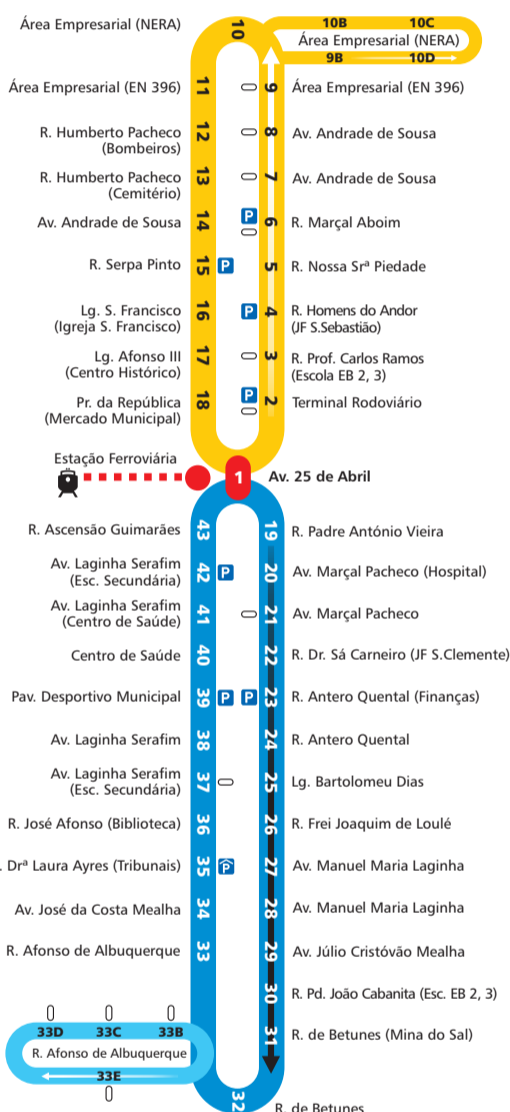 Área Empresarial (NERA)
10
10B 10C
Área Empresarial (NERA)
9B 10D
Área Empresarial (EN 396)
11
9
Área Empresarial (EN 396)
R. Humberto Pacheco
(Bombeiros)
12
8
Av. Andrade de Sousa
R. Humberto Pacheco
(Cemitério)
13
7
Av. Andrade de Sousa
Av. Andrade de Sousa
14
P
6
R. Marçal Aboim
R. Serpa Pinto
15
P
5
R. Nossa Srª Piedade
Lg. S. Francisco
(Igreja S. Francisco)
16
P
4
R. Homens do Andor
(JF S.Sebastião)
Lg. Afonso III
(Centro Histórico)
17
3
R. Prof. Carlos Ramos
(Escola EB 2, 3)
Pr. da República
(Mercado Municipal)
18
P
2
Terminal Rodoviário
Estação Ferroviária
1
Av. 25 de Abril
R. Ascensão Guimarães
43
19
R. Padre António Vieira
Av. Laginha Serafim
(Esc. Secundária)
42
P
20
Av. Marçal Pacheco (Hospital)
Av. Laginha Serafim
(Centro de Saúde)
41
21
Av. Marçal Pacheco
Centro de Saúde
40
22
R. Dr. Sá Carneiro (JF S.Clemente)
Pav. Desportivo Municipal
39
P
P
23
R. Antero Quental (Finanças)
Av. Laginha Serafim
38
24
R. Antero Quental
Av. Laginha Serafim
(Esc. Secundária)
37
25
Lg. Bartolomeu Dias
R. José Afonso (Biblioteca)
36
26
R. Frei Joaquim de Loulé
. Drª Laura Ayres (Tribunais)
35
P
27
Av. Manuel Maria Laginha
Av. José da Costa Mealha
34
28
Av. Manuel Maria Laginha
R. Afonso de Albuquerque
33
29
Av. Júlio Cristóvão Mealha
30
R. Pd. João Cabanita (Esc. EB 2, 3)
33D 33C 33B
R. Afonso de Albuquerque
33E
31
R. de Betunes (Mina do Sal)
32
R. de Betunes